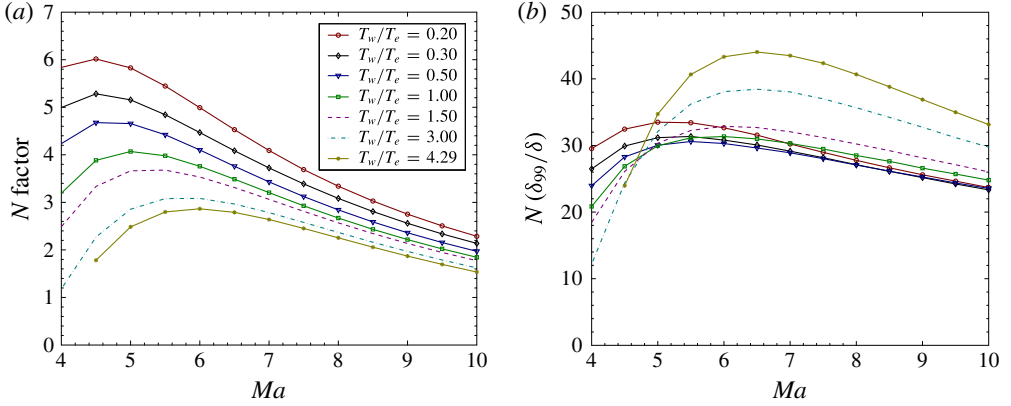 (a)
7
6
5
4
3
2
1
0
N factor
4 5 6 7 8 9 10
Ma
T_w/T_e = 0.20
T_w/T_e = 0.30
T_w/T_e = 0.50
T_w/T_e = 1.00
T_w/T_e = 1.50
T_w/T_e = 3.00
T_w/T_e = 4.29
(b)
50
40
30
20
10
0
N (δ_99/δ)
4 5 6 7 8 9 10
Ma